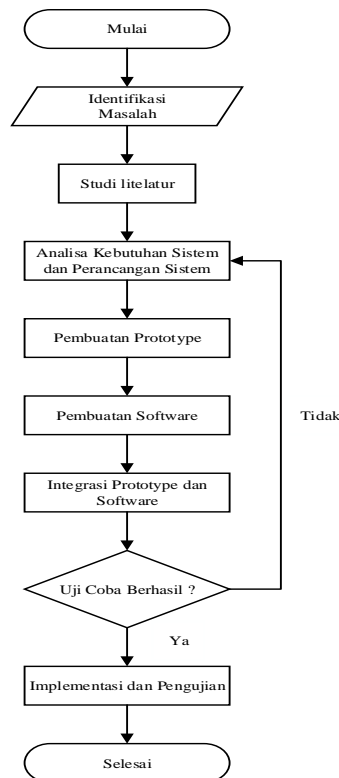 Mulai
Identifikasi
Masalah
Studi litelatur
Analisa Kebutuhan Sistem
dan Perancangan Sistem
Pembuatan Prototype
Pembuatan Software
Tidak
Integrasi Prototype dan
Software
Uji Coba Berhasil ?
Ya
Implementasi dan Pengujian
Selesai